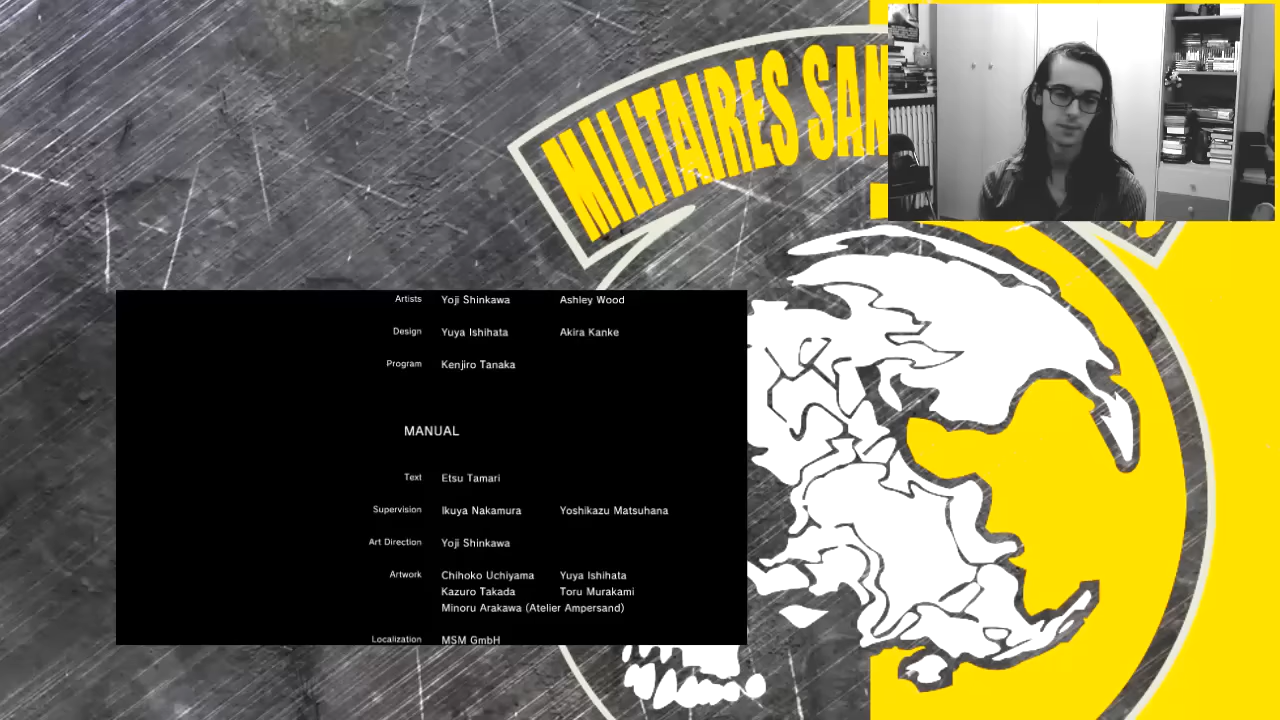 MILITAIRES SAN
Artists Yoji Shinkawa Ashley Wood
Design Yuya Ishihata Akira Kanke
Program Kenjiro Tanaka
MANUAL
Text Etsu Tamari
Supervision Ikuya Nakamura Yoshikazu Matsuhana
Art Direction Yoji Shinkawa
Artwork Chihoko Uchiyama Yuya Ishihata
Kazuro Takada Toru Murakami
Minoru Arakawa (Atelier Ampersand)
Localization MSM GmbH